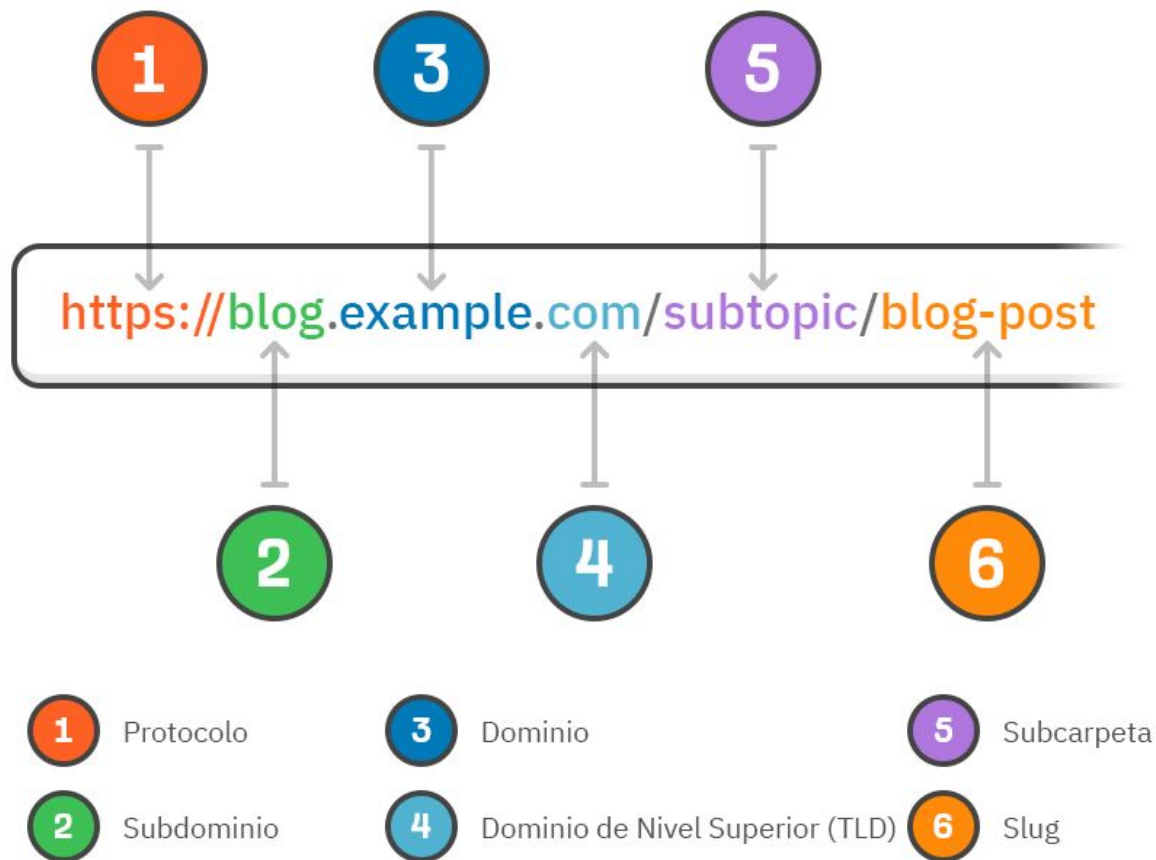 1 3 5
https://blog.example.com/subtopic/blog-post
2 4 6
1 Protocolo 3 Dominio 5 Subcarpeta
2 Subdominio 4 Dominio de Nivel Superior (TLD) 6 Slug